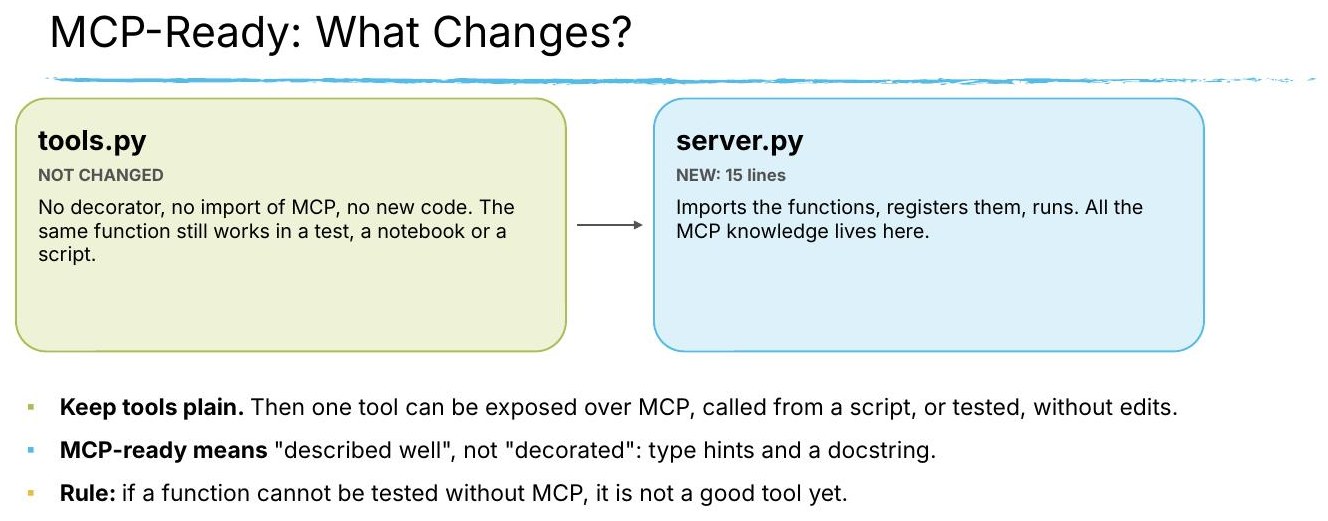 MCP-Ready: What Changes?
tools.py
NOT CHANGED
No decorator, no import of MCP, no new code. The
same function still works in a test, a notebook or a
script.
server.py
NEW: 15 lines
Imports the functions, registers them, runs. All the
MCP knowledge lives here.
▪ Keep tools plain. Then one tool can be exposed over MCP, called from a script, or tested, without edits.
▪ MCP-ready means "described well", not "decorated": type hints and a docstring.
▪ Rule: if a function cannot be tested without MCP, it is not a good tool yet.